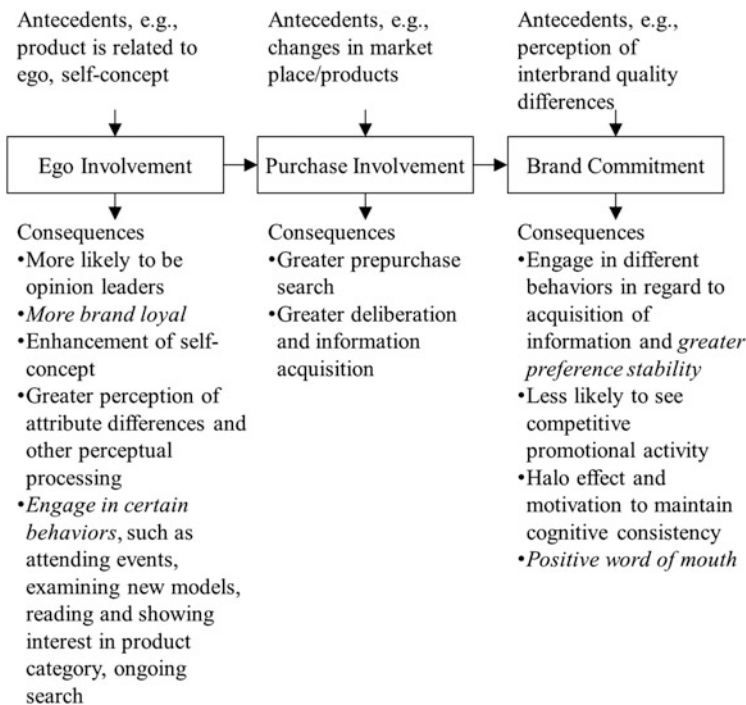 Antecedents, e.g.,
product is related to
ego, self-concept
Antecedents, e.g.,
changes in market
place/products
Antecedents, e.g.,
perception of
interbrand quality
differences
Ego Involvement
Purchase Involvement
Brand Commitment
Consequences
•More likely to be
opinion leaders
•More brand loyal
•Enhancement of self-
concept
•Greater perception of
attribute differences and
other perceptual
processing
•Engage in certain
behaviors, such as
attending events,
examining new models,
reading and showing
interest in product
category, ongoing
search
Consequences
•Greater prepurchase
search
•Greater deliberation
and information
acquisition
Consequences
•Engage in different
behaviors in regard to
acquisition of
information and greater
preference stability
•Less likely to see
competitive
promotional activity
•Halo effect and
motivation to maintain
cognitive consistency
•Positive word of mouth